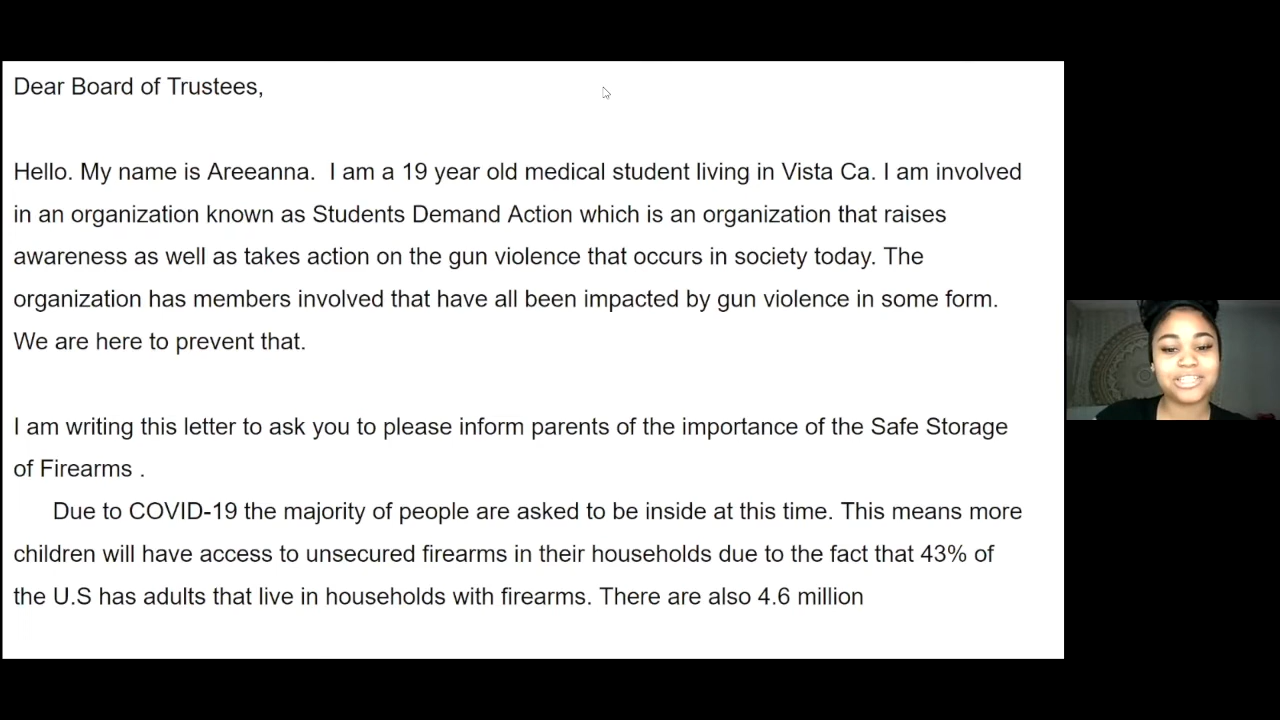 Dear Board of Trustees,
Hello. My name is Areeanna.  I am a 19 year old medical student living in Vista Ca. I am involved
in an organization known as Students Demand Action which is an organization that raises
awareness as well as takes action on the gun violence that occurs in society today. The
organization has members involved that have all been impacted by gun violence in some form.
We are here to prevent that.
I am writing this letter to ask you to please inform parents of the importance of the Safe Storage
of Firearms .
Due to COVID-19 the majority of people are asked to be inside at this time. This means more
children will have access to unsecured firearms in their households due to the fact that 43% of
the U.S has adults that live in households with firearms. There are also 4.6 million